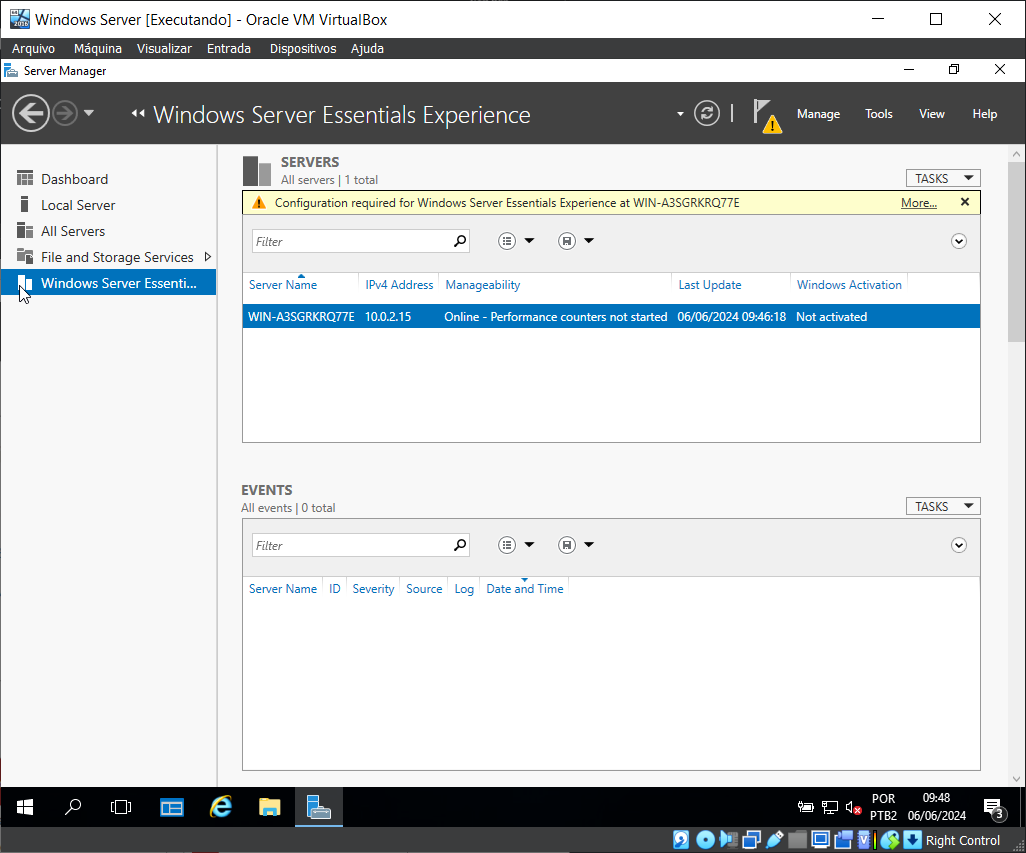 Windows Server [Executando] - Oracle VM VirtualBox
Arquivo Máquina Visualizar Entrada Dispositivos Ajuda
Server Manager
Windows Server Essentials Experience
Manage Tools View Help
Dashboard
Local Server
All Servers
File and Storage Services
Windows Server Essenti...
SERVERS
All servers | 1 total
TASKS
Configuration required for Windows Server Essentials Experience at WIN-A3SGRKRQ77E More...
Filter
Server Name IPv4 Address Manageability Last Update Windows Activation
WIN-A3SGRKRQ77E 10.0.2.15 Online - Performance counters not started 06/06/2024 09:46:18 Not activated
EVENTS
All events | 0 total
TASKS
Filter
Server Name ID Severity Source Log Date and Time
POR
PTB2
09:48
06/06/2024
3
Right Control